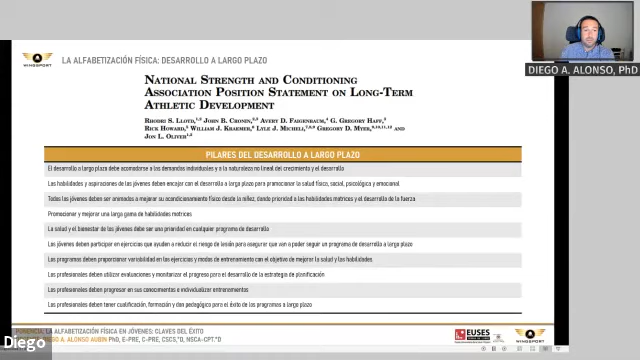 DIEGO A. ALONSO, PhD
WINGSPORT
LA ALFABETIZACIÓN FÍSICA: DESARROLLO A LARGO PLAZO
NATIONAL STRENGTH AND CONDITIONING
ASSOCIATION POSITION STATEMENT ON LONG-TERM
ATHLETIC DEVELOPMENT
RHODRI S. LLOYD, JOHN B. CRONIN, AVERY D. FAIGENBAUM, G. GREGORY HAFF,
RICK HOWARD, WILLIAM J. KRAEMER, LYLE J. MICHELI, GREGORY D. MYER, AND
JON L. OLIVER
PILARES DEL DESARROLLO A LARGO PLAZO
El desarrollo a largo plazo debe acomodarse a las demandas individuales y a la naturaleza no lineal del crecimiento y el desarrollo
Las habilidades y aspiraciones de los jóvenes deben encajar con el desarrollo a largo plazo para promocionar la salud física, social, psicológica y emocional
Todos los jóvenes deben ser animados a mejorar su acondicionamiento físico desde la niñez, dando prioridad a las habilidades motrices y el desarrollo de la fuerza
Promocionar y mejorar una larga gama de habilidades motrices
La salud y el bienestar de los jóvenes debe ser una prioridad en cualquier programa de desarrollo
Los jóvenes deben participar en ejercicios que ayuden a reducir el riesgo de lesión para asegurar que van a poder seguir un programa de desarrollo a largo plazo
Los programas deben proporcionar variabilidad en los ejercicios y modos de entrenamiento con el objetivo de mejorar la salud y las habilidades
Los profesionales deben utilizar evaluaciones y monitorizar el progreso para el desarrollo de la estrategia de planificación
Los profesionales deben progresar en sus conocimientos e individualizar entrenamientos
Los profesionales deben tener cualificación, formación y don pedagógico para el éxito de los programas a largo plazo
PONENCIA: LA ALFABETIZACIÓN FÍSICA EN JÓVENES: CLAVES DEL ÉXITO
DIEGO A. ALONSO AUBIN PhD, E-PRE, C-PRE, CSCS,*D, NSCA-CPT,*D
EUSES
WINGSPORT
Diego